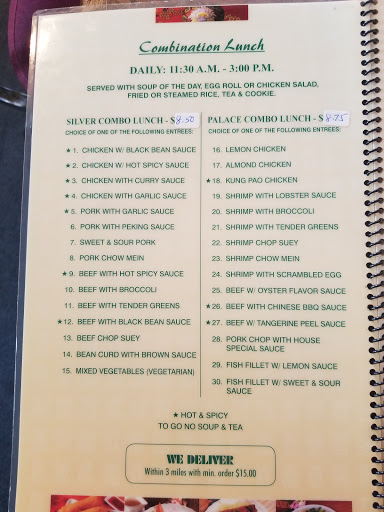 Combination Lunch
DAILY: 11:30 A.M. - 3:00 P.M.
SERVED WITH SOUP OF THE DAY, EGG ROLL OR CHICKEN SALAD,
FRIED OR STEAMED RICE, TEA & COOKIE.
SILVER COMBO LUNCH - $8.50
CHOICE OF ONE OF THE FOLLOWING ENTREES:
★ 1. CHICKEN W/ BLACK BEAN SAUCE
★ 2. CHICKEN W/ HOT SPICY SAUCE
★ 3. CHICKEN WITH CURRY SAUCE
★ 4. CHICKEN WITH GARLIC SAUCE
★ 5. PORK WITH GARLIC SAUCE
6. PORK WITH PEKING SAUCE
7. SWEET & SOUR PORK
8. PORK CHOW MEIN
★ 9. BEEF WITH HOT SPICY SAUCE
10. BEEF WITH BROCCOLI
11. BEEF WITH TENDER GREENS
★ 12. BEEF WITH BLACK BEAN SAUCE
13. BEEF CHOP SUEY
14. BEAN CURD WITH BROWN SAUCE
15. MIXED VEGETABLES (VEGETARIAN)
PALACE COMBO LUNCH - $8.75
CHOICE OF ONE OF THE FOLLOWING ENTREES:
16. LEMON CHICKEN
17. ALMOND CHICKEN
★ 18. KUNG PAO CHICKEN
19. SHRIMP WITH LOBSTER SAUCE
20. SHRIMP WITH BROCCOLI
21. SHRIMP WITH TENDER GREENS
22. SHRIMP CHOP SUEY
23. SHRIMP CHOW MEIN
24. SHRIMP WITH SCRAMBLED EGG
25. BEEF W/ OYSTER FLAVOR SAUCE
★ 26. BEEF WITH CHINESE BBQ SAUCE
★ 27. BEEF W/ TANGERINE PEEL SAUCE
28. PORK CHOP WITH HOUSE
SPECIAL SAUCE
29. FISH FILLET W/ LEMON SAUCE
30. FISH FILLET W/ SWEET & SOUR
SAUCE
★ HOT & SPICY
TO GO NO SOUP & TEA
WE DELIVER
Within 3 miles with min. order $15.00